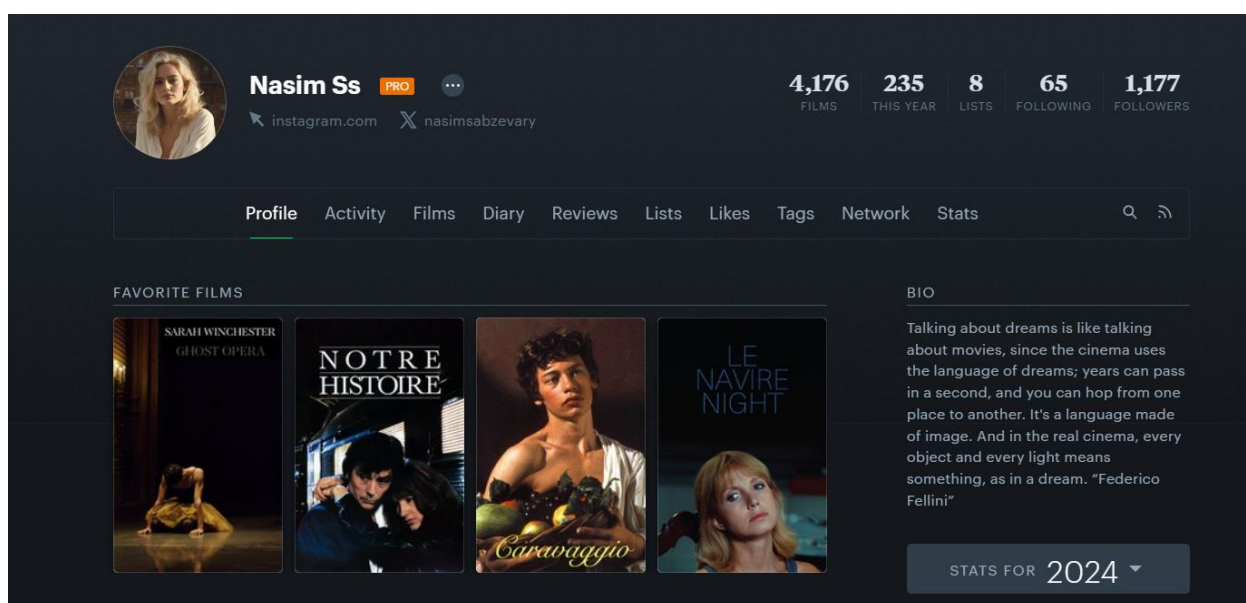 Nasim Ss PRO ...
instagram.com X nasimsabzevary
4,176 235 8 65 1,177
FILMS THIS YEAR LISTS FOLLOWING FOLLOWERS
Profile Activity Films Diary Reviews Lists Likes Tags Network Stats
FAVORITE FILMS
SARAH WINCHESTER
GHOST OPERA
NOTRE
HISTOIRE
Caravaggio
LE
NAVIRE
NIGHT
BIO
Talking about dreams is like talking
about movies, since the cinema uses
the language of dreams; years can pass
in a second, and you can hop from one
place to another. It's a language made
of image. And in the real cinema, every
object and every light means
something, as in a dream. “Federico
Fellini”
STATS FOR 2024